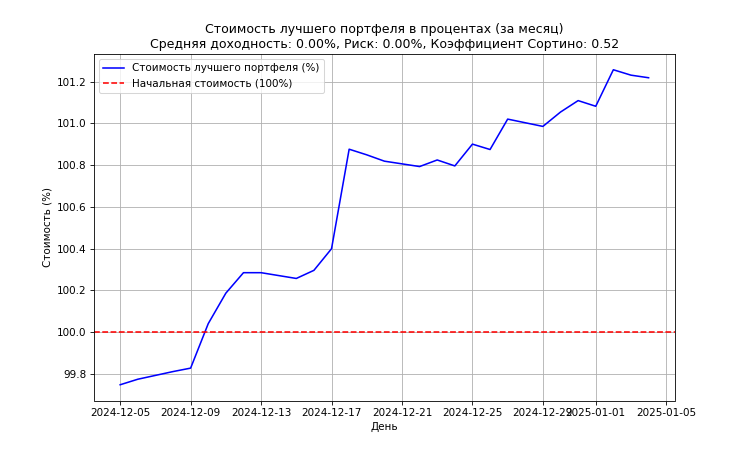 Стоимость лучшего портфеля в процентах (за месяц)
Средняя доходность: 0.00%, Риск: 0.00%, Коэффициент Сортино: 0.52
Стоимость лучшего портфеля (%)
Начальная стоимость (100%)
Стоимость (%)
101.2
101.0
100.8
100.6
100.4
100.2
100.0
99.8
2024-12-05
2024-12-09
2024-12-13
2024-12-17
2024-12-21
2024-12-25
2024-12-29
2025-01-01
2025-01-05
День